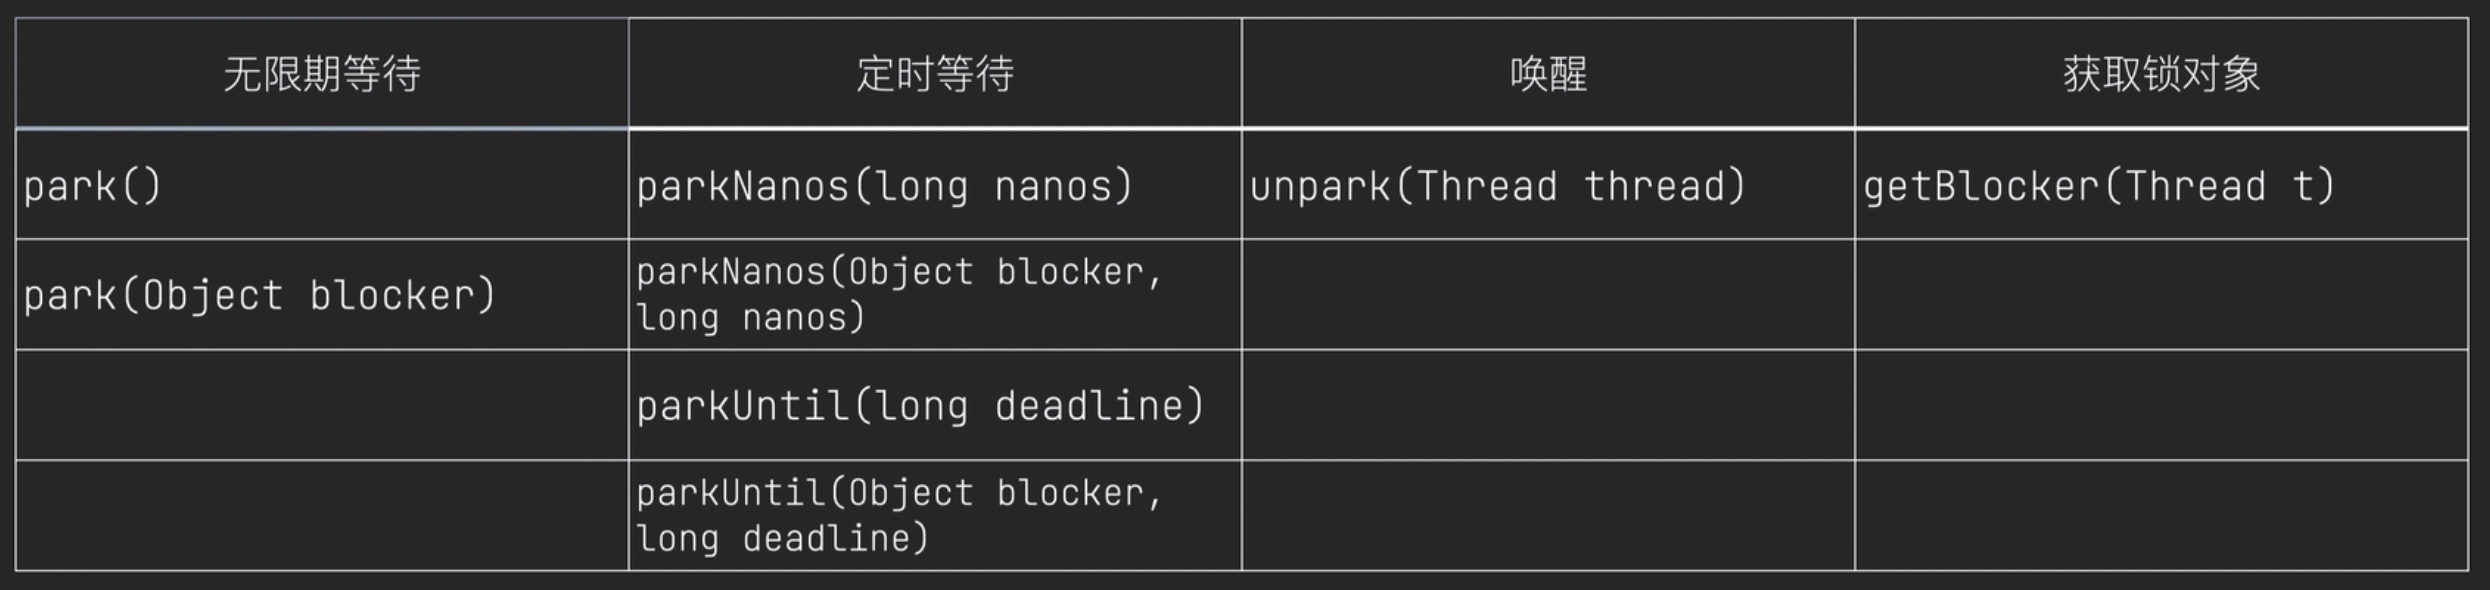 无限期等待
定时等待
唤醒
获取锁对象
park()
parkNanos(long nanos)
unpark(Thread thread)
getBlocker(Thread t)
park(Object blocker)
parkNanos(Object blocker,
long nanos)
parkUntil(long deadline)
parkUntil(Object blocker,
long deadline)